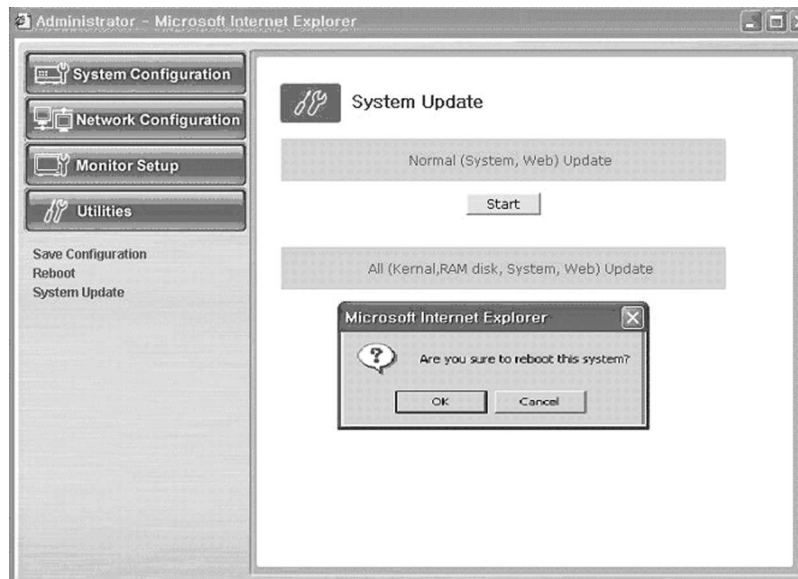 Administrator - Microsoft Internet Explorer
System Configuration
Network Configuration
Monitor Setup
Utilities
Save Configuration
Reboot
System Update
System Update
Normal (System, Web) Update
Start
All (Kernal,RAM disk, System, Web) Update
Microsoft Internet Explorer
Are you sure to reboot this system?
OK
Cancel